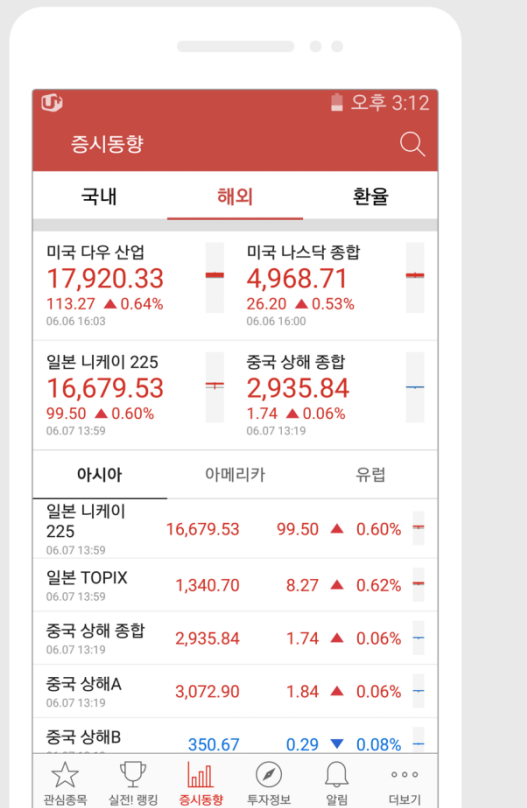 U+
오후 3:12
증시동향
국내 해외 환율
미국 다우 산업 미국 나스닥 종합
17,920.33 4,968.71
113.27 ▲ 0.64% 26.20 ▲ 0.53%
06.06 16:03 06.06 16:00
일본 니케이 225 중국 상해 종합
16,679.53 2,935.84
99.50 ▲ 0.60% 1.74 ▲ 0.06%
06.07 13:59 06.07 13:19
아시아 아메리카 유럽
일본 니케이
225 16,679.53 99.50 ▲ 0.60%
06.07 13:59
일본 TOPIX 1,340.70 8.27 ▲ 0.62%
06.07 13:59
중국 상해 종합 2,935.84 1.74 ▲ 0.06%
06.07 13:19
중국 상해A 3,072.90 1.84 ▲ 0.06%
06.07 13:19
중국 상해B 350.67 0.29 ▼ 0.08%
관심종목 실전! 랭킹 증시동향 투자정보 알림 더보기